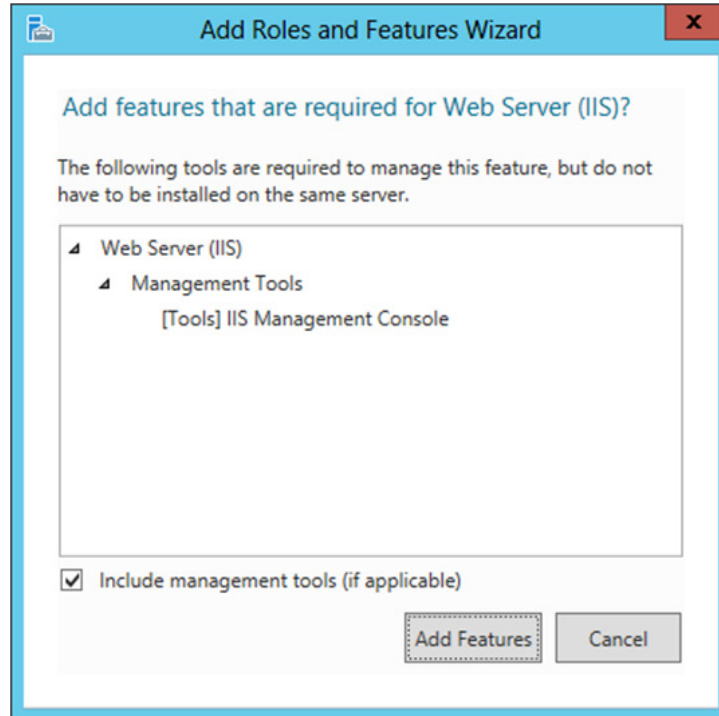 Add Roles and Features Wizard
x
Add features that are required for Web Server (IIS)?
The following tools are required to manage this feature, but do not
have to be installed on the same server.
Web Server (IIS)
Management Tools
[Tools] IIS Management Console
Include management tools (if applicable)
Add Features
Cancel